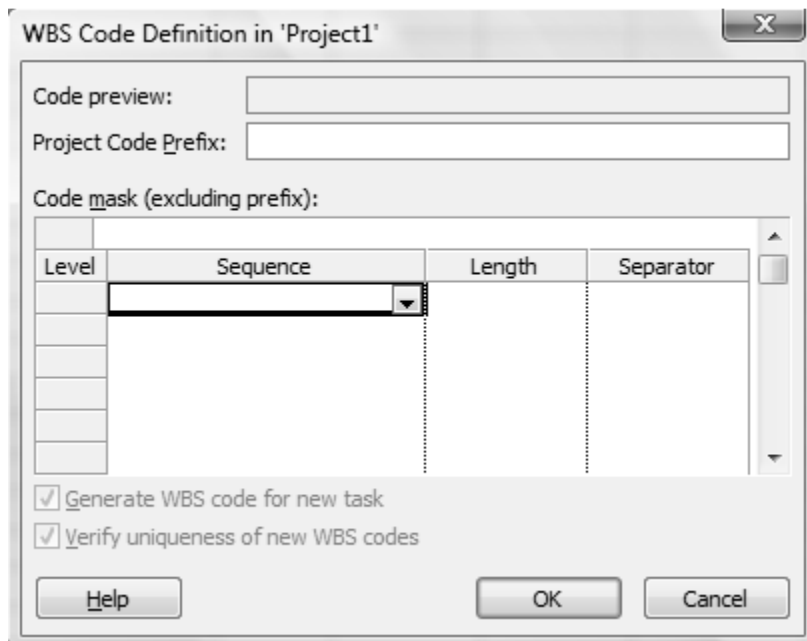 WBS Code Definition in 'Project1'
Code preview:
Project Code Prefix:
Code mask (excluding prefix):
Level Sequence Length Separator
Generate WBS code for new task
Verify uniqueness of new WBS codes
Help OK Cancel